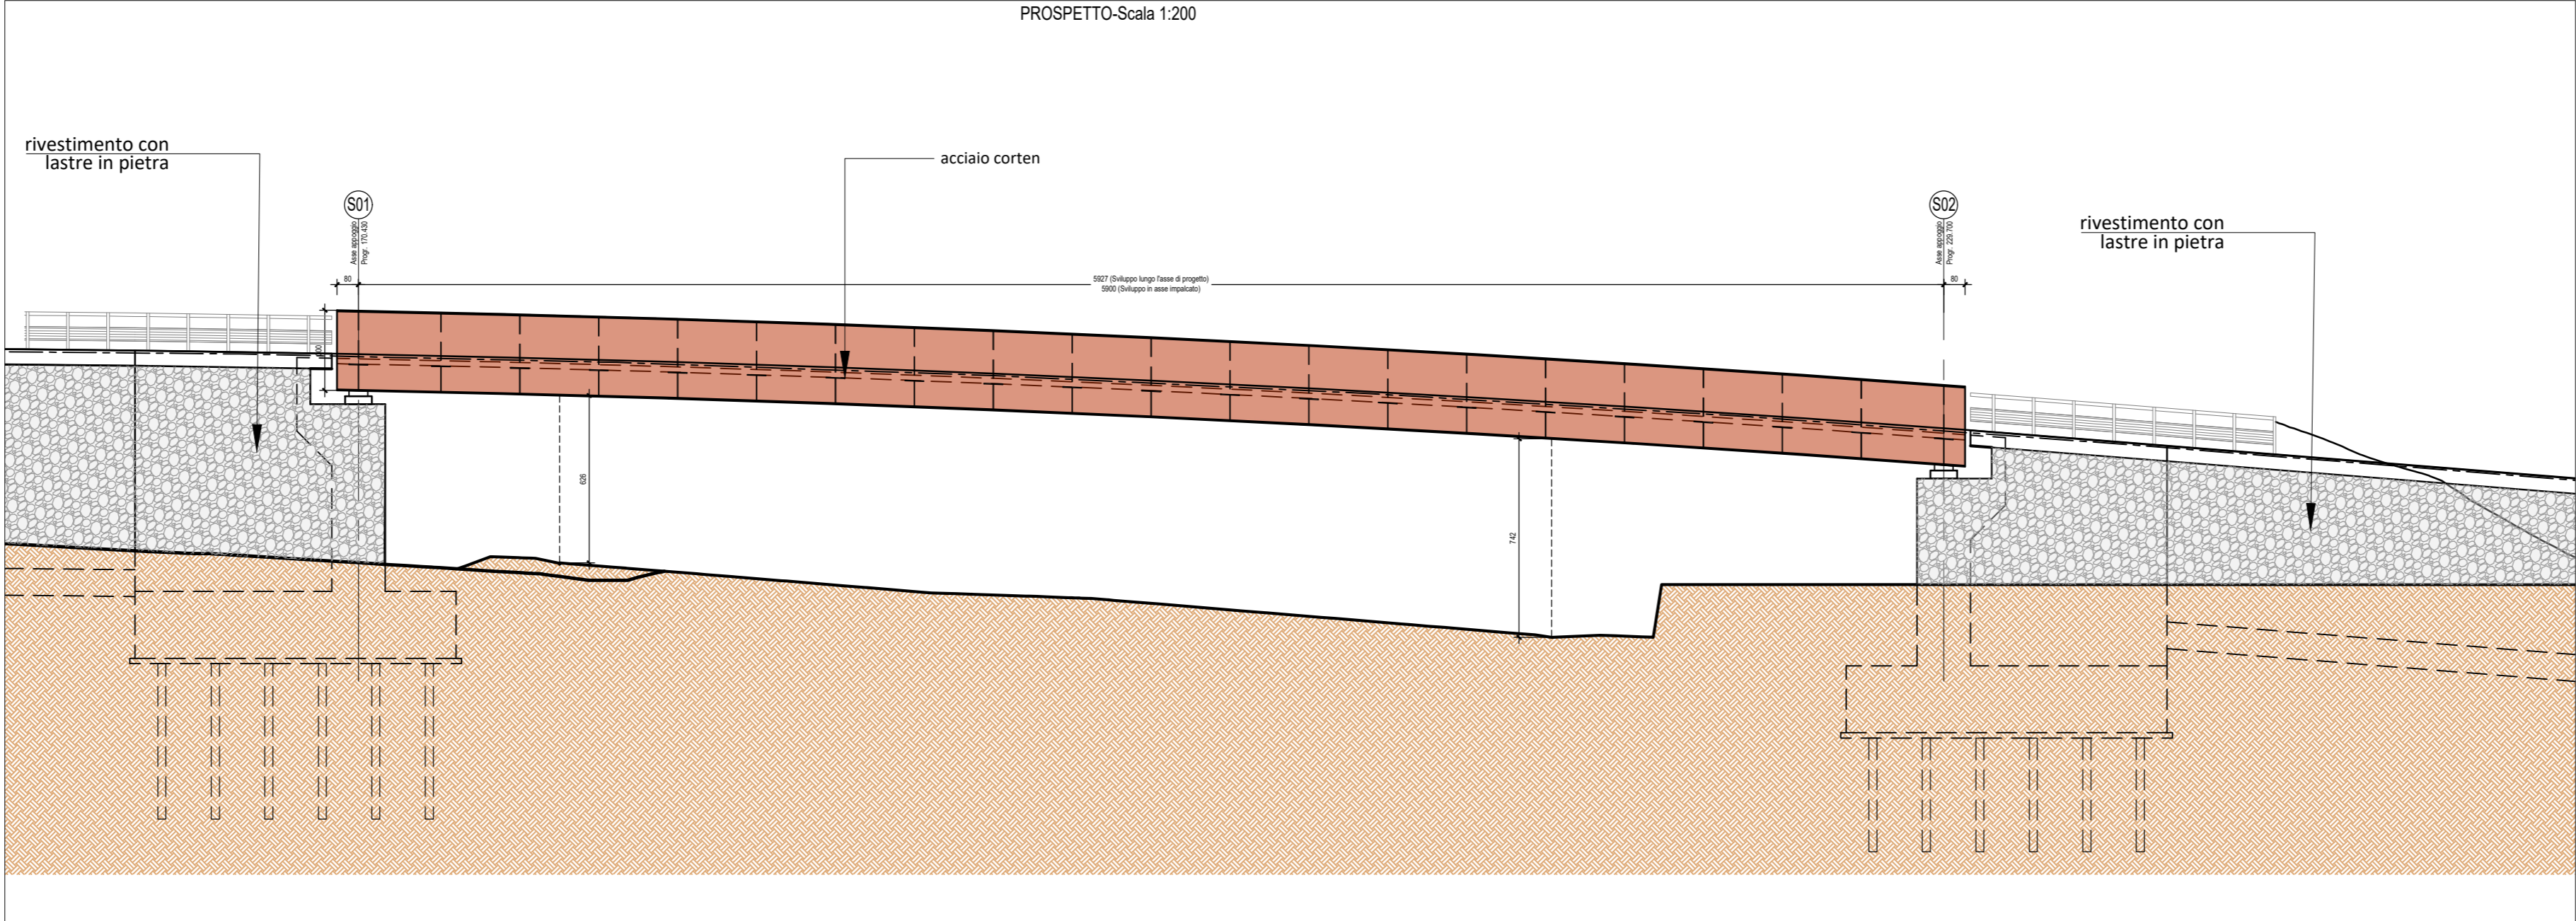 PROSPETTO-Scala 1:200
rivestimento con
lastre in pietra
acciaio corten
S01
Asse appoggio
Progr. 170.430
S02
Asse appoggio
Progr. 229.700
rivestimento con
lastre in pietra
80
5927 (Sviluppo lungo l'asse di progetto)
5900 (Sviluppo in asse impalcato)
80
626
742